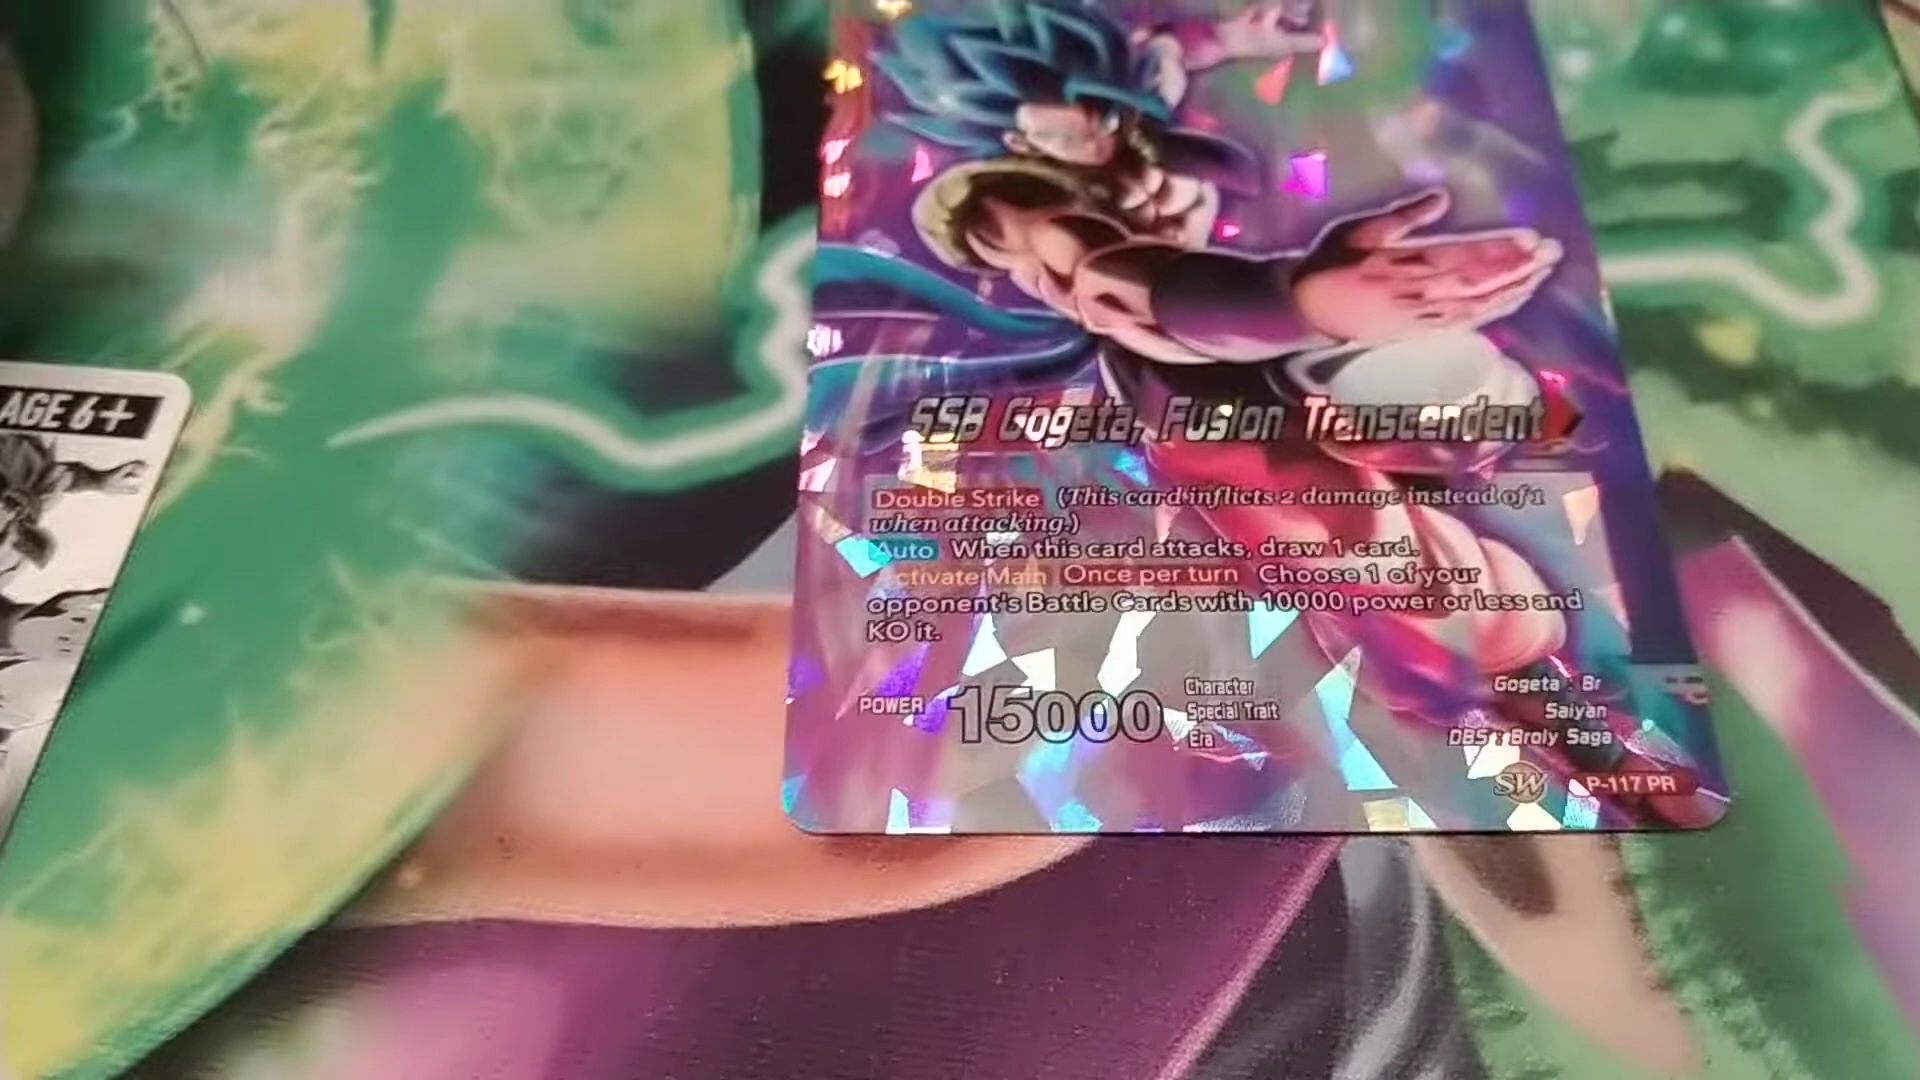 AGE 6+
SSB Gogeta, Fusion Transcendent
Double Strike (This card inflicts 2 damage instead of 1
when attacking.)
Auto When this card attacks, draw 1 card.
Activate Main Once per turn Choose 1 of your
opponent's Battle Cards with 10000 power or less and
KO it.
POWER 15000
Character Gogeta : Br
Special Trait Saiyan
Era DBS : Broly Saga
SW P-117 PR